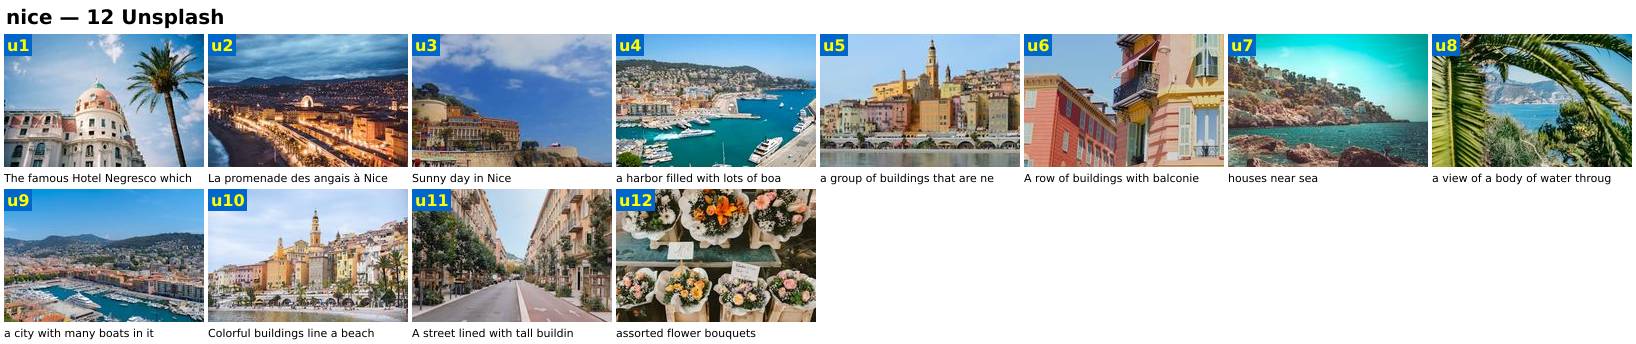 nice — 12 Unsplash
u1
u2
u3
u4
u5
u6
u7
u8
The famous Hotel Negresco which
La promenade des angais à Nice
Sunny day in Nice
a harbor filled with lots of boa
a group of buildings that are ne
A row of buildings with balconie
houses near sea
a view of a body of water throug
u9
u10
u11
u12
a city with many boats in it
Colorful buildings line a beach
A street lined with tall buildin
assorted flower bouquets